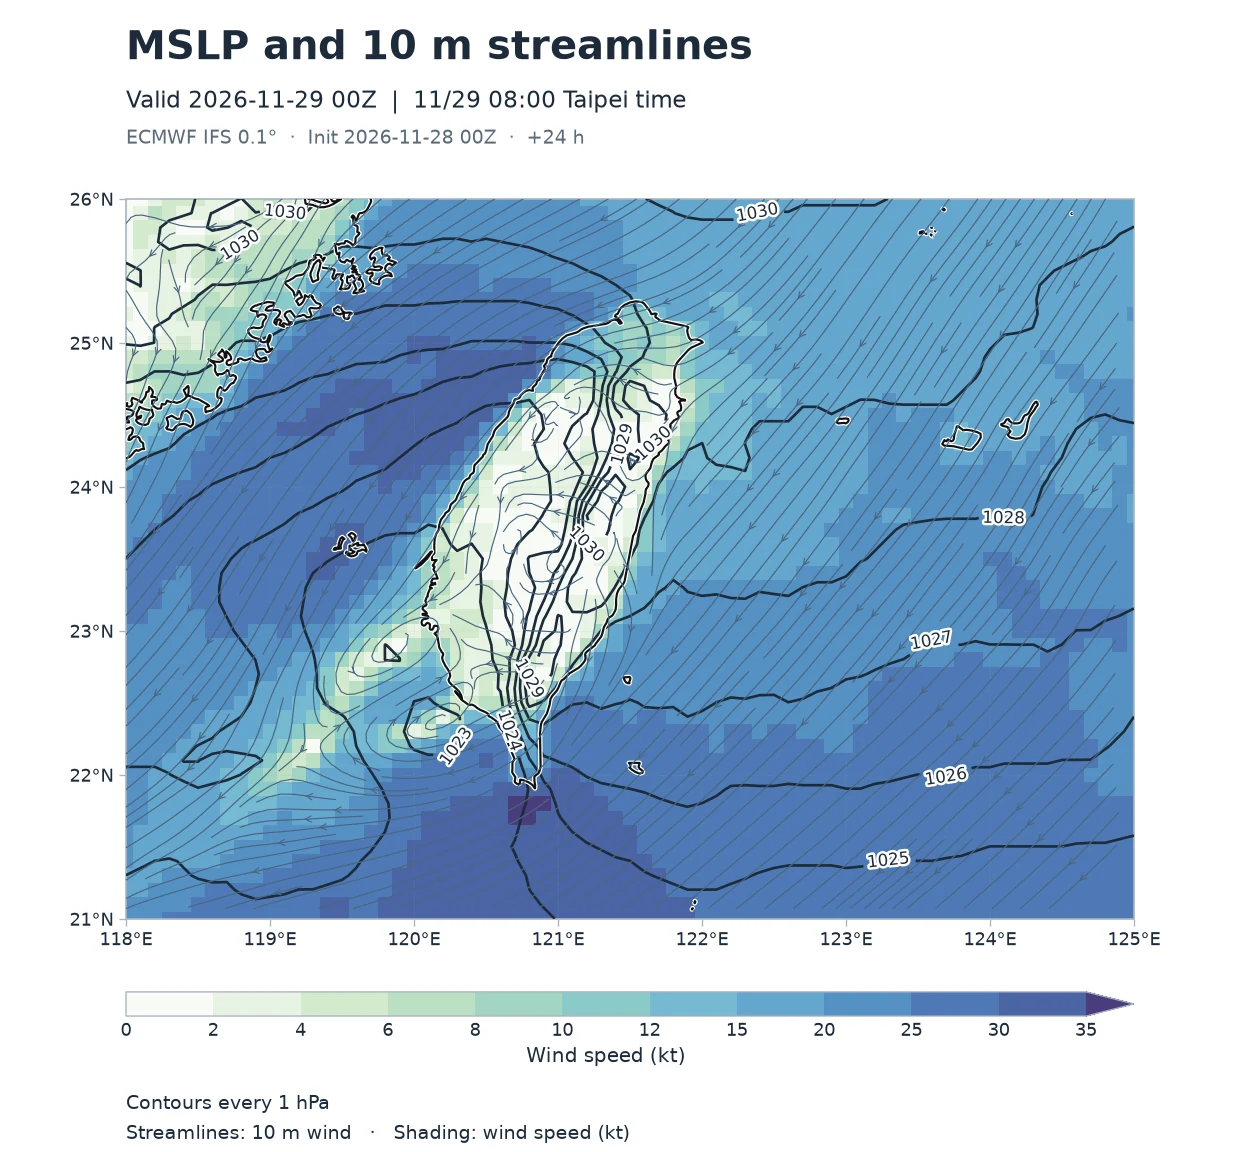 MSLP and 10 m streamlines
Valid 2026-11-29 00Z | 11/29 08:00 Taipei time
ECMWF IFS 0.1° · Init 2026-11-28 00Z · +24 h
26°N
1030
1030
1030
25°N
1029
1030
24°N
1028
1030
23°N
1027
1029
1024
1023
22°N
1026
1025
21°N
118°E 119°E 120°E 121°E 122°E 123°E 124°E 125°E
0 2 4 6 8 10 12 15 20 25 30 35
Wind speed (kt)
Contours every 1 hPa
Streamlines: 10 m wind · Shading: wind speed (kt)